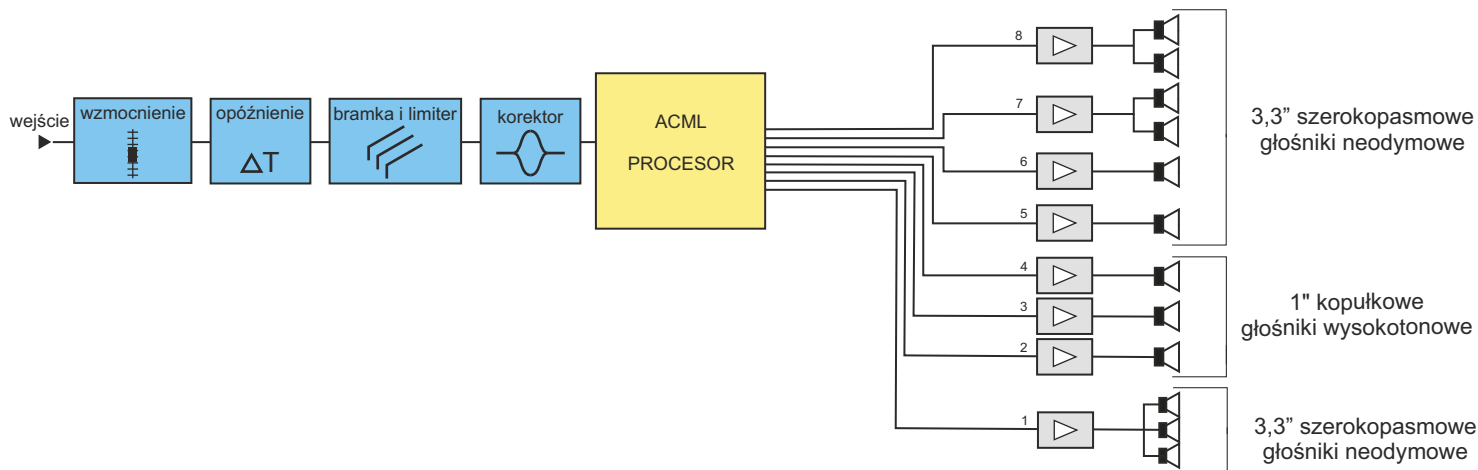 wejście
wzmocnienie
opóźnienie
ΔT
bramka i limiter
korektor
ACML
PROCESOR
8
7
6
5
4
3
2
1
3,3” szerokopasmowe
głośniki neodymowe
1" kopułkowe
głośniki wysokotonowe
3,3” szerokopasmowe
głośniki neodymowe